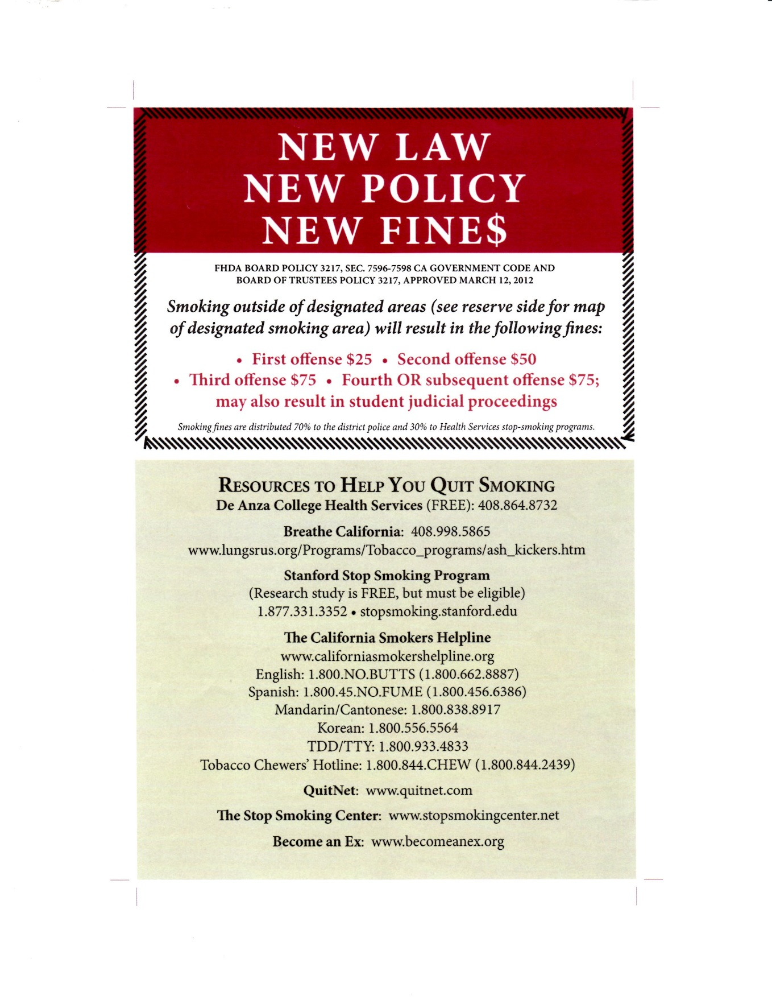 NEW LAW
NEW POLICY
NEW FINE$
FHDA BOARD POLICY 3217, SEC. 7596-7598 CA GOVERNMENT CODE AND
BOARD OF TRUSTEES POLICY 3217, APPROVED MARCH 12, 2012
Smoking outside of designated areas (see reserve side for map
of designated smoking area) will result in the following fines:
• First offense $25 • Second offense $50
• Third offense $75 • Fourth OR subsequent offense $75;
may also result in student judicial proceedings
Smoking fines are distributed 70% to the district police and 30% to Health Services stop-smoking programs.
RESOURCES TO HELP YOU QUIT SMOKING
De Anza College Health Services (FREE): 408.864.8732
Breathe California: 408.998.5865
www.lungsrus.org/Programs/Tobacco_programs/ash_kickers.htm
Stanford Stop Smoking Program
(Research study is FREE, but must be eligible)
1.877.331.3352 • stopsmoking.stanford.edu
The California Smokers Helpline
www.californiasmokershelpline.org
English: 1.800.NO.BUTTS (1.800.662.8887)
Spanish: 1.800.45.NO.FUME (1.800.456.6386)
Mandarin/Cantonese: 1.800.838.8917
Korean: 1.800.556.5564
TDD/TTY: 1.800.933.4833
Tobacco Chewers’ Hotline: 1.800.844.CHEW (1.800.844.2439)
QuitNet: www.quitnet.com
The Stop Smoking Center: www.stopsmokingcenter.net
Become an Ex: www.becomeanex.org